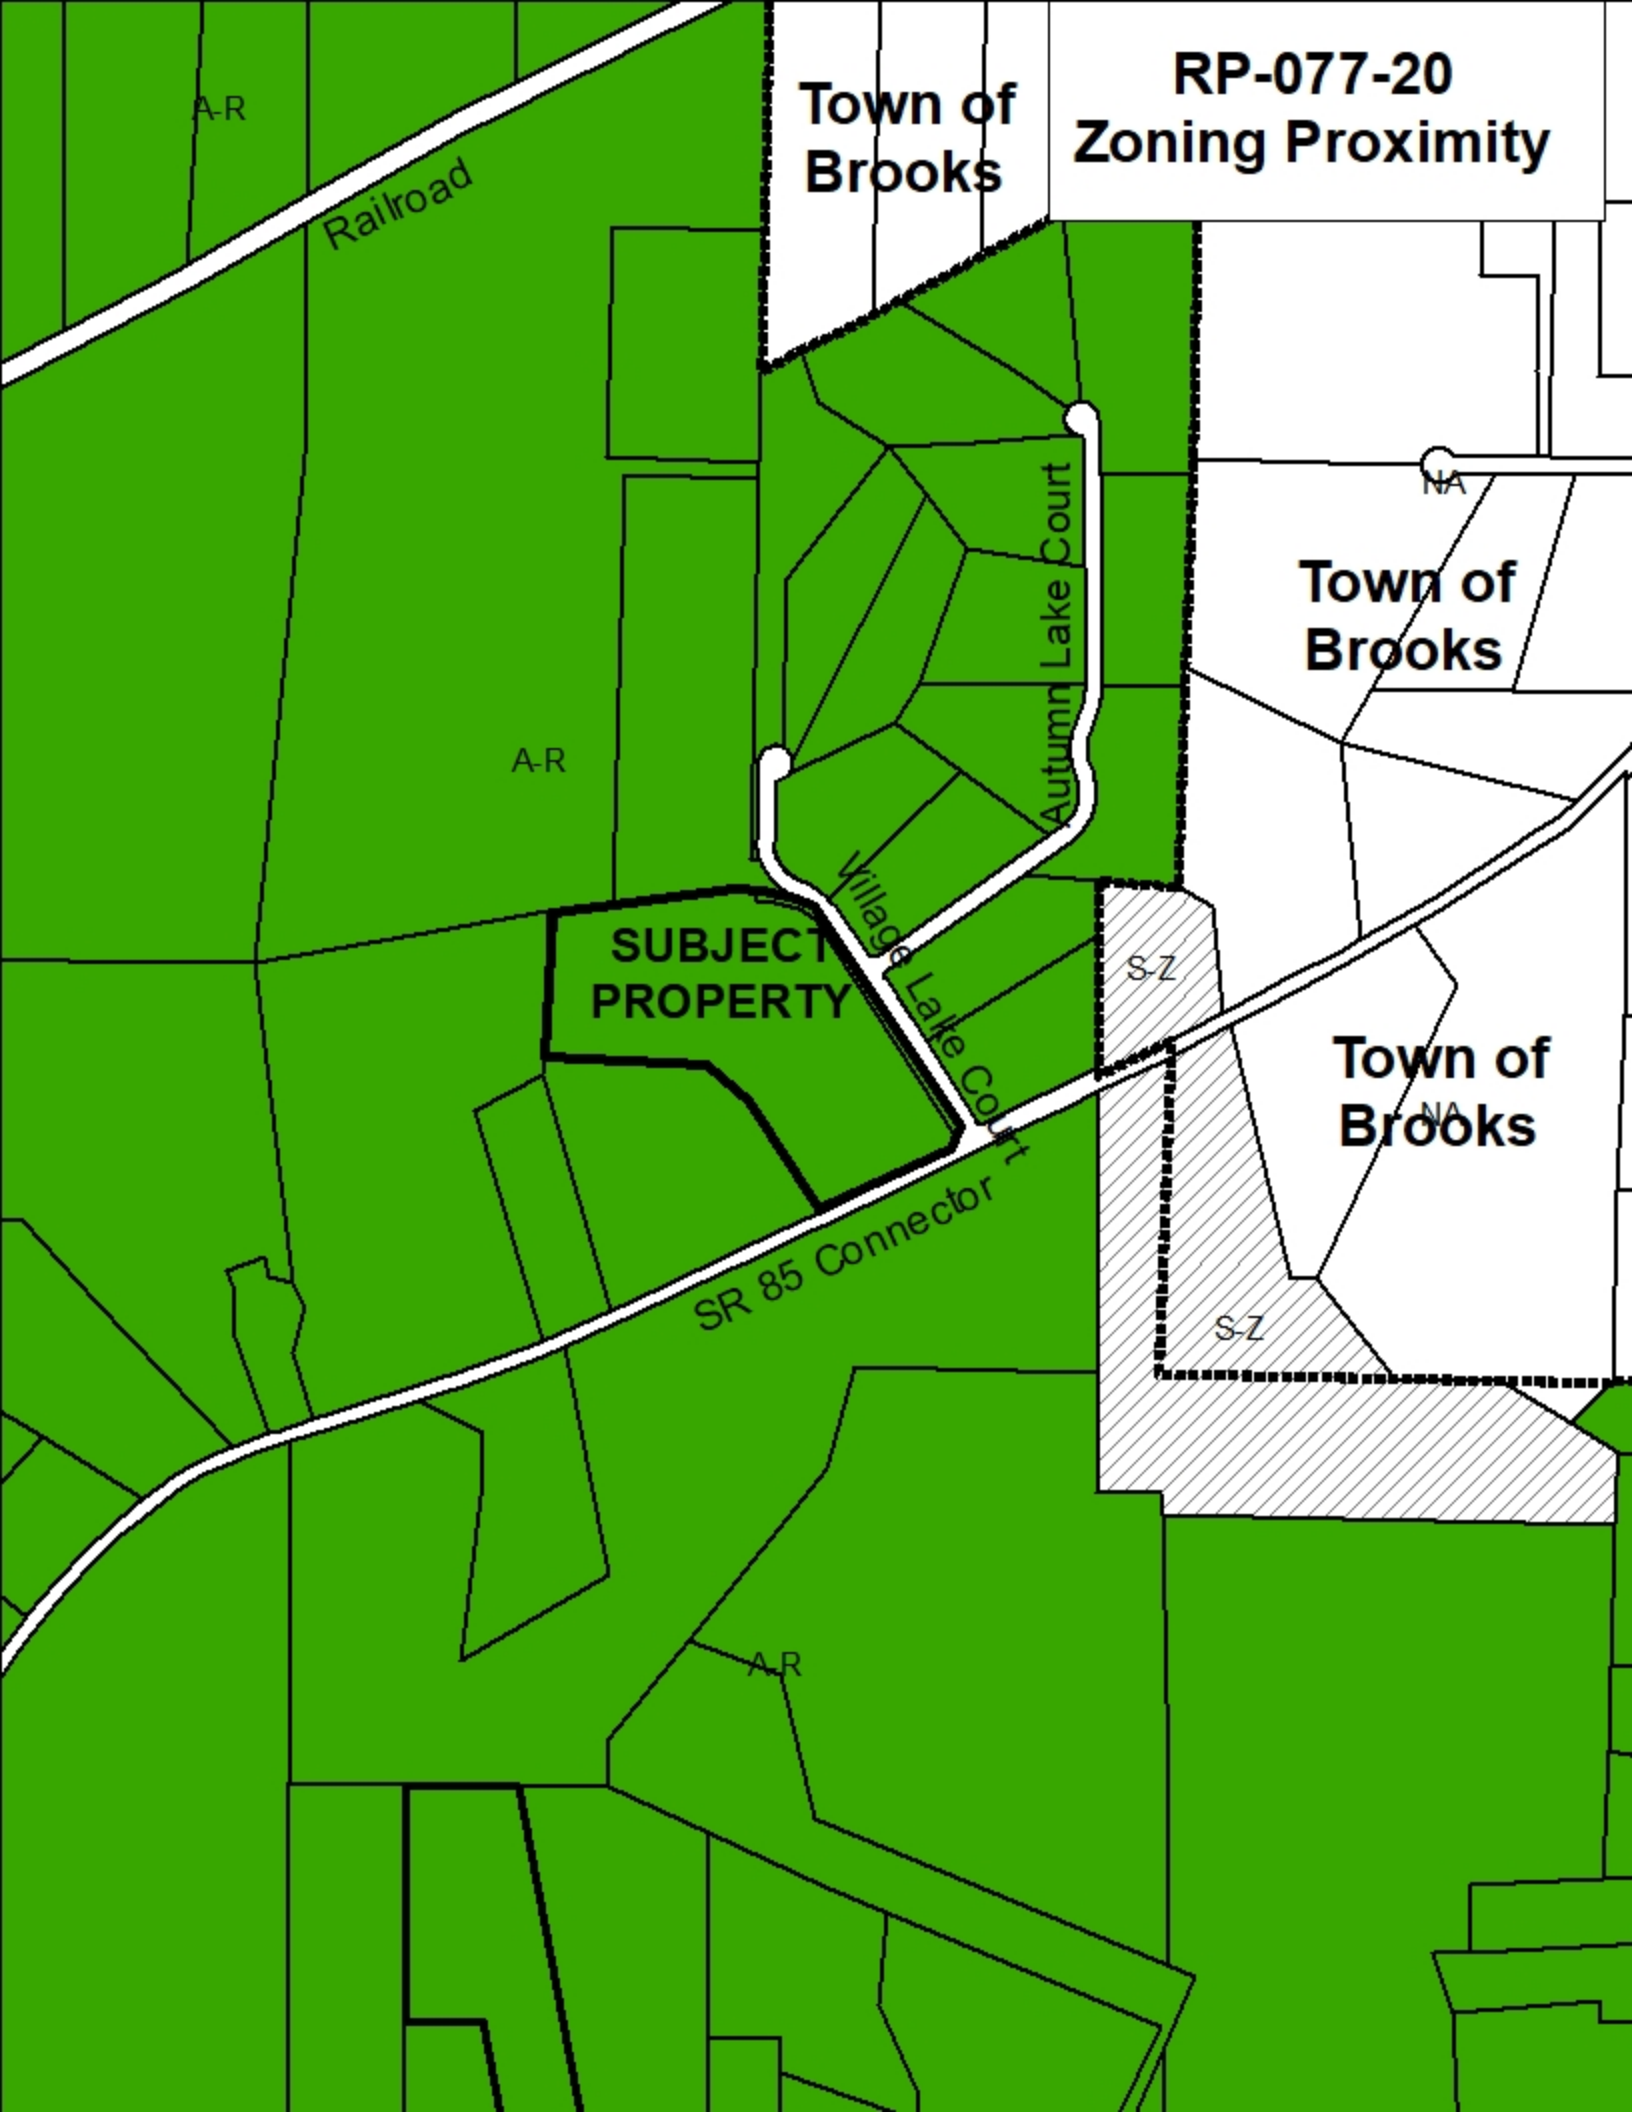 RP-077-20
Zoning Proximity
Town of
Brooks
A-R
Railroad
NA
Autumn Lake Court
Town of
Brooks
A-R
Village Lake Court
SUBJECT
PROPERTY
S-Z
Town of
Brooks
NA
SR 85 Connector
S-Z
A-R